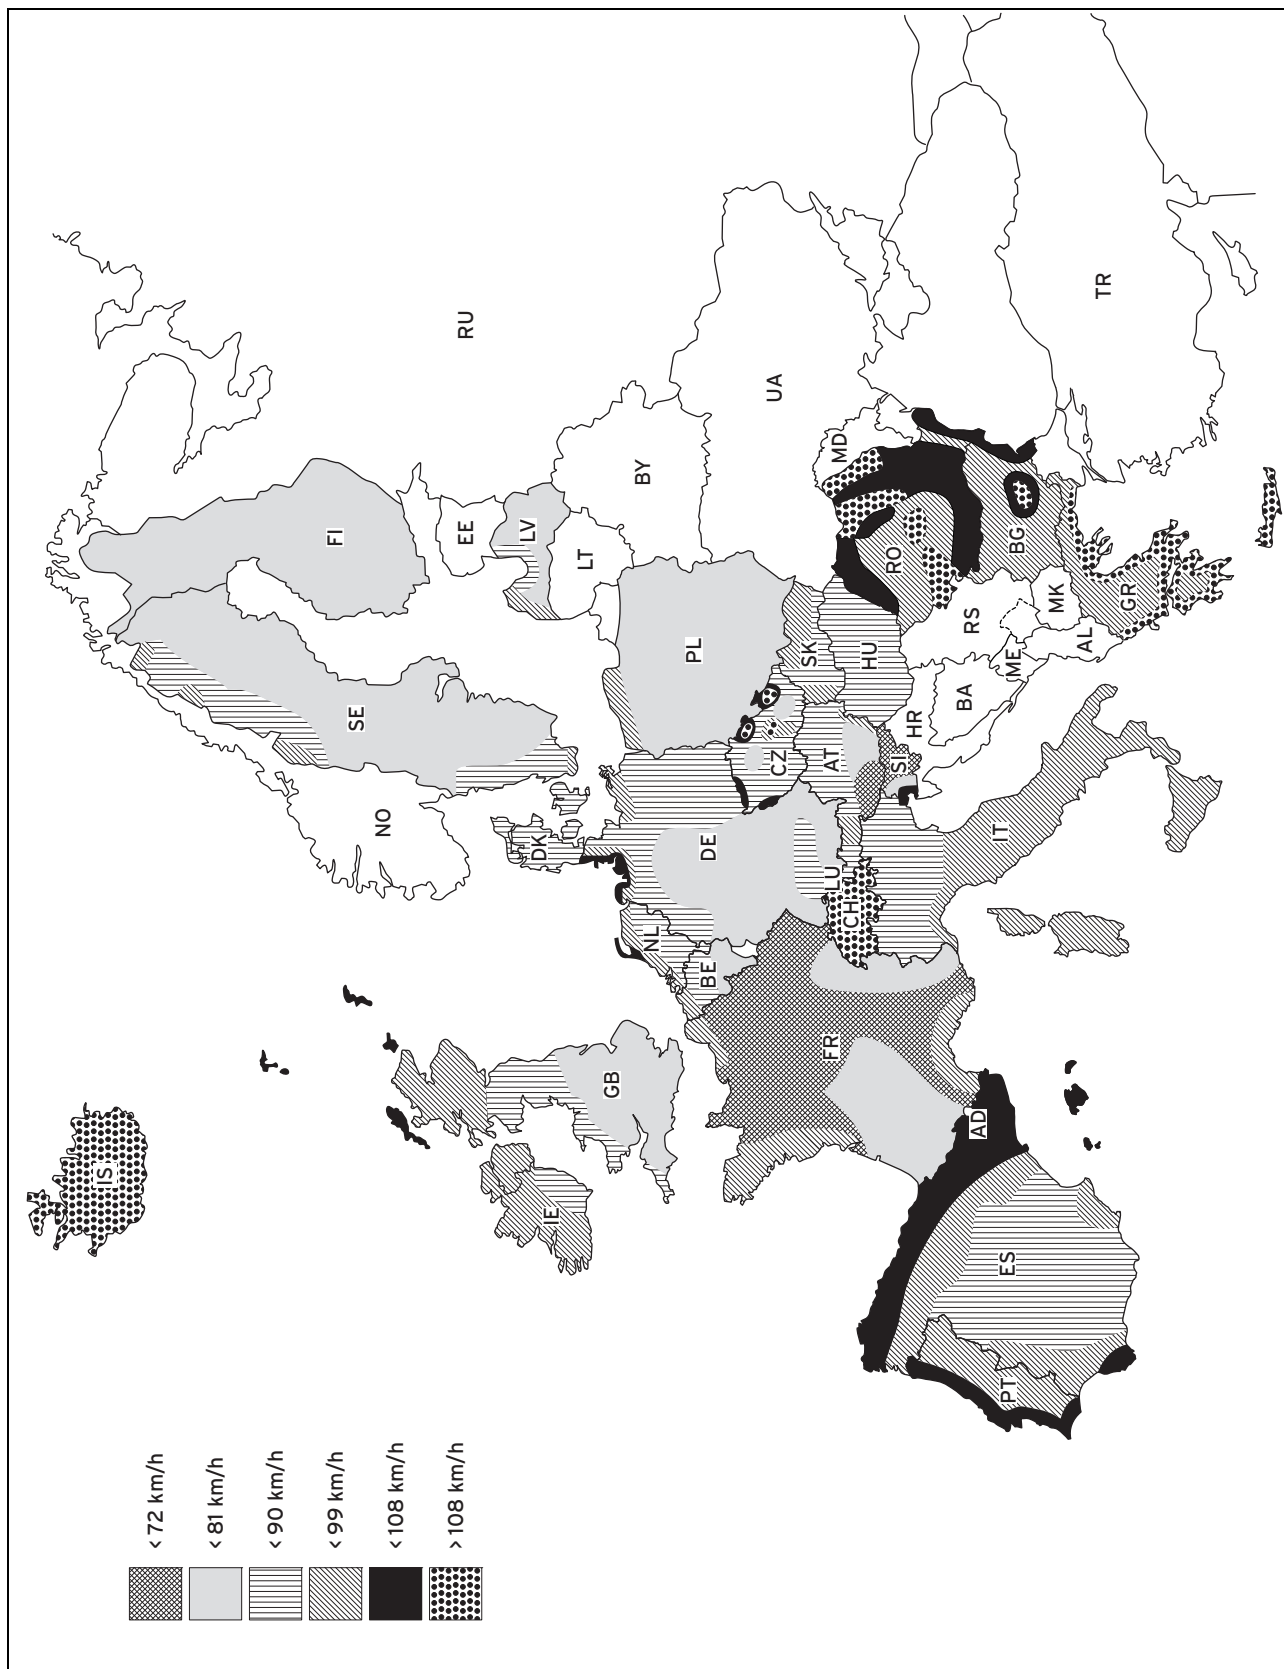 < 72 km/h
< 81 km/h
< 90 km/h
< 99 km/h
<108 km/h
>108 km/h
IS
NO
SE
FI
RU
EE
LV
LT
BY
DK
IE
GB
NL
BE
DE
PL
CZ
SK
UA
LU
AT
HU
MD
FR
CH
SI
HR
RO
BA
RS
ME
BG
MK
AL
AD
IT
GR
TR
PT
ES